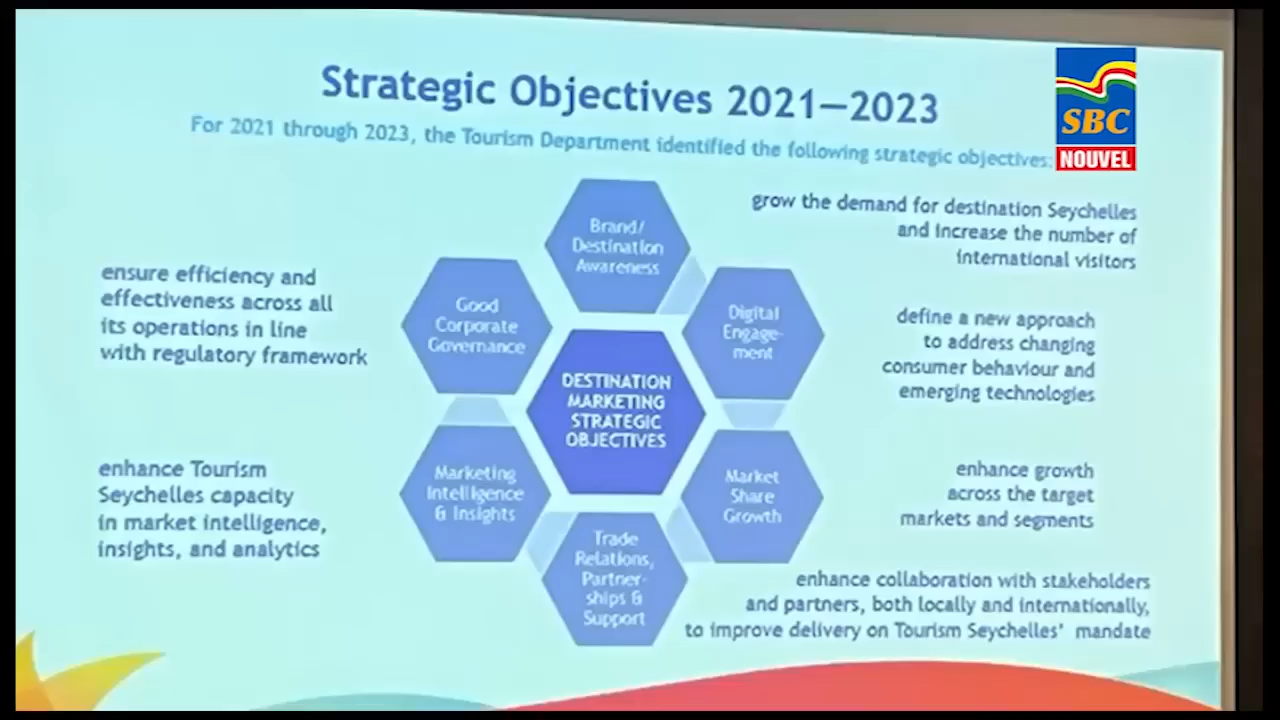 Strategic Objectives 2021—2023
For 2021 through 2023, the Tourism Department identified the following strategic objectives:
SBC
NOUVEL
Brand/
Destination
Awareness
grow the demand for destination Seychelles
and increase the number of
international visitors
Digital
Engage-
ment
define a new approach
to address changing
consumer behaviour and
emerging technologies
Market
Share
Growth
enhance growth
across the target
markets and segments
Trade
Relations,
Partner-
ships &
Support
enhance collaboration with stakeholders
and partners, both locally and internationally,
to improve delivery on Tourism Seychelles' mandate
Marketing
Intelligence
& Insights
enhance Tourism
Seychelles capacity
in market intelligence,
insights, and analytics
Good
Corporate
Governance
ensure efficiency and
effectiveness across all
its operations in line
with regulatory framework
DESTINATION
MARKETING
STRATEGIC
OBJECTIVES